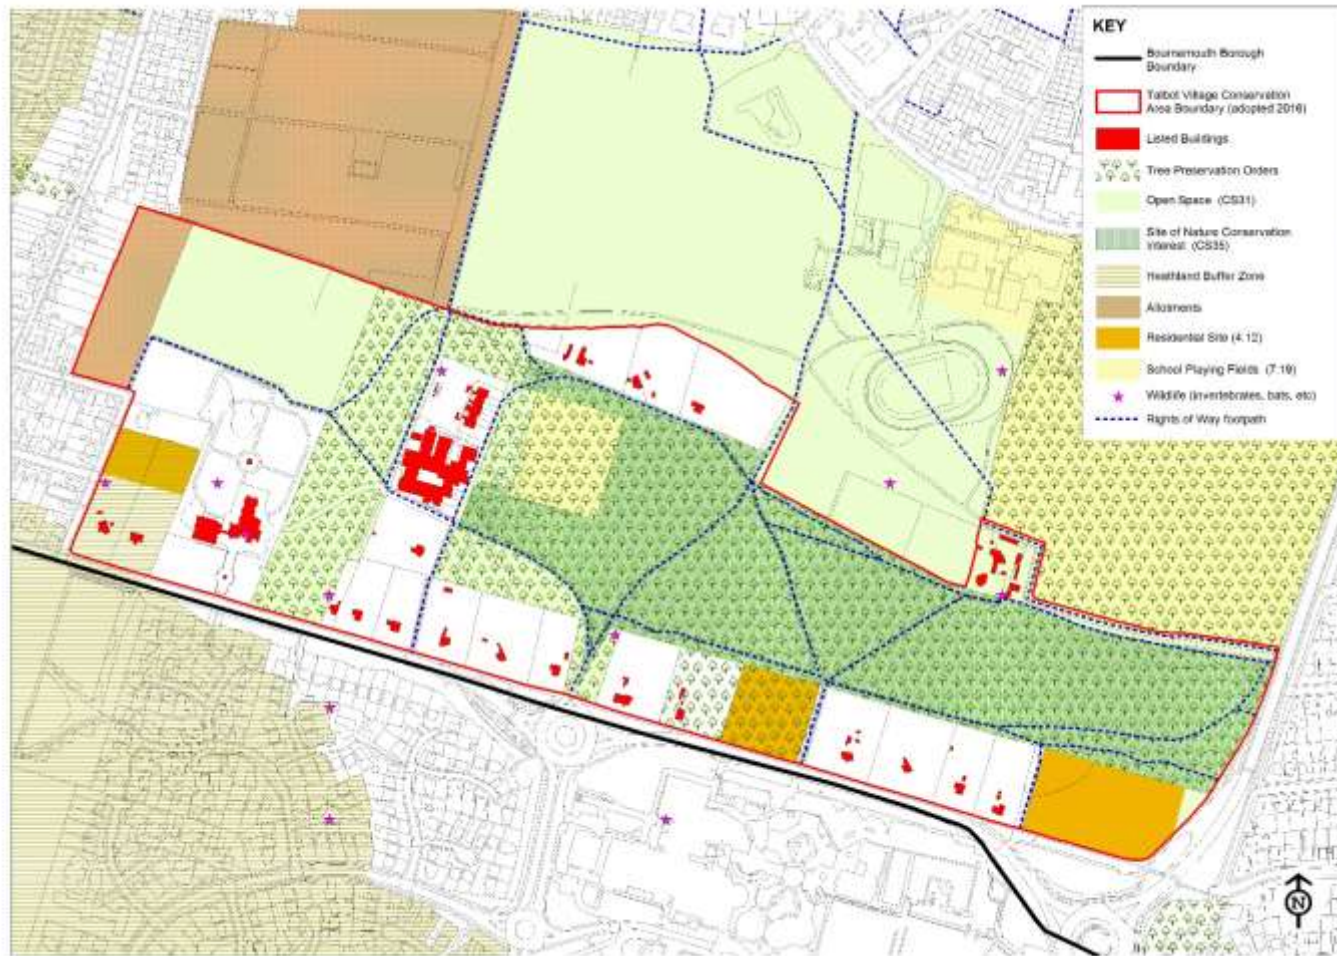 KEY
Bournemouth Borough
Boundary
Talbot Village Conservation
Area Boundary (adopted 2016)
Listed Buildings
Tree Preservation Orders
Open Space (CS31)
Site of Nature Conservation
Interest (CS35)
Heathland Buffer Zone
Allotments
Residential Site (4.12)
School Playing Fields (7.19)
Wildlife (invertebrates, bats, etc)
Rights of Way footpath
N